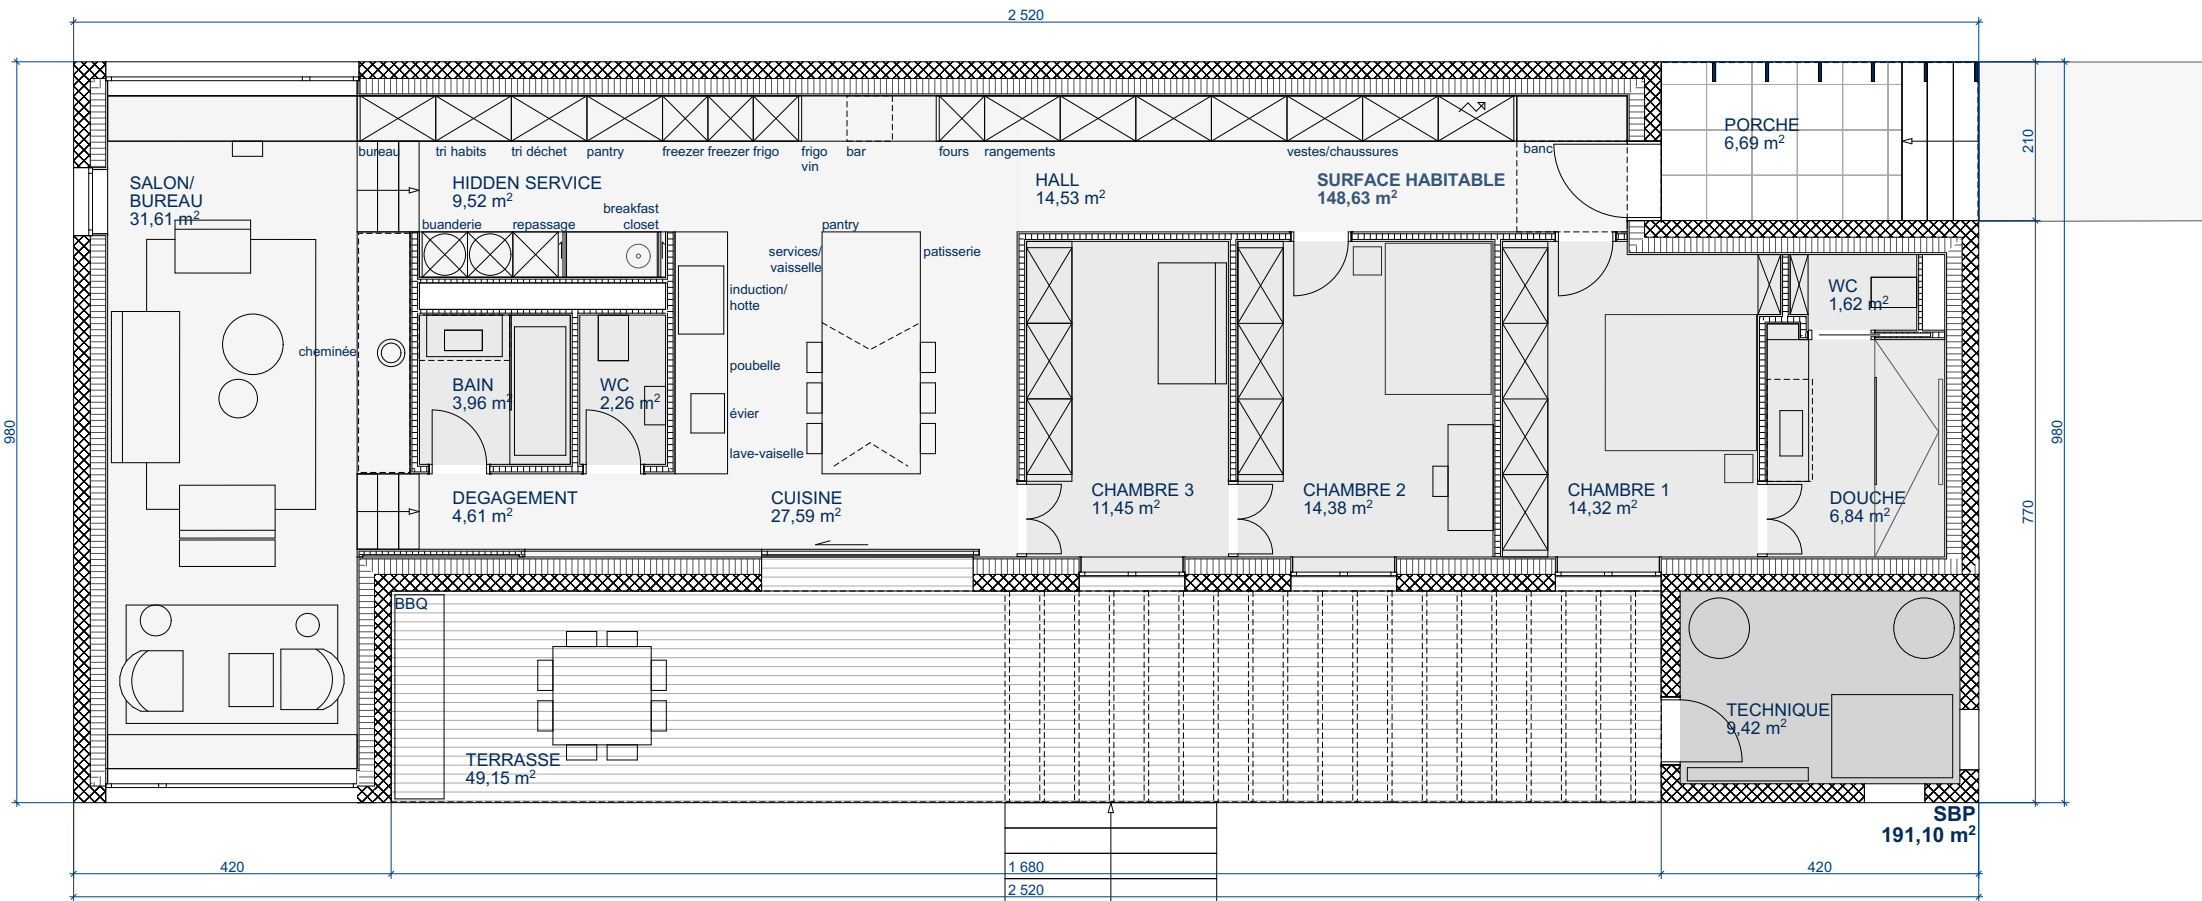 2 520
980
SALON/
BUREAU
31,61 m²
bureau
tri habits
tri déchet
pantry
freezer
freezer
frigo
frigo
vin
bar
fours
rangements
vestes/chaussures
banc
PORCHE
6,69 m²
210
HIDDEN SERVICE
9,52 m²
HALL
14,53 m²
SURFACE HABITABLE
148,63 m²
buanderie
repassage
breakfast
closet
pantry
services/
vaisselle
patisserie
induction/
hotte
cheminée
poubelle
évier
lave-vaiselle
BAIN
3,96 m²
WC
2,26 m²
WC
1,62 m²
980
770
DEGAGEMENT
4,61 m²
CUISINE
27,59 m²
CHAMBRE 3
11,45 m²
CHAMBRE 2
14,38 m²
CHAMBRE 1
14,32 m²
DOUCHE
6,84 m²
BBQ
TERRASSE
49,15 m²
TECHNIQUE
9,42 m²
SBP
191,10 m²
420
1 680
420
2 520